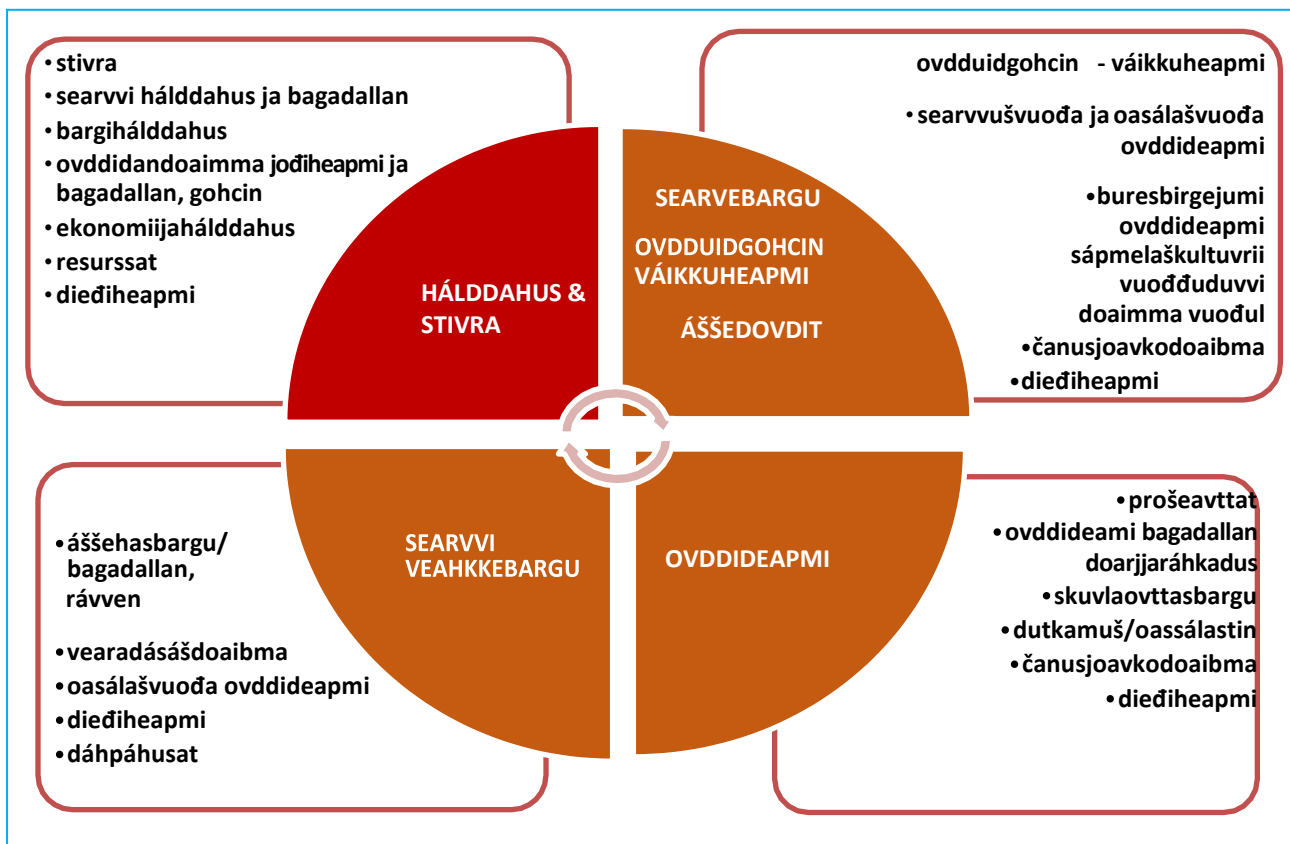 • stivra
• searvvi hálddahus ja bagadallan
• bargihálddahus
• ovddidandoaimma jođiheapmi ja
bagadallan, gohcin
• ekonomiijahálddahus
• resurssat
• dieđiheapmi
HÁLDDAHUS &
STIVRA
ovdduidgohcin - váikkuheapmi
• searvvušvuođa ja oasálašvuođa
ovddideapmi
• buresbirgejumi
ovddideapmi
sápmelaškultuvrii
vuođđuduvvi
doaimma vuođul
• čanusjoavkodoaibma
• dieđiheapmi
SEARVEBARGU
OVDDUIDGOHCIN
VÁIKKUHEAPMI
ÁŠŠEDOVDIT
• áššehasbargu/
bagadallan,
rávven
• vearadásášdoaibma
• oasálašvuođa ovddideapmi
• dieđiheapmi
• dáhpáhusat
SEARVVI
VEAHKKEBARGU
OVDDIDEAPMI
• prošeavttat
• ovddideami bagadallan
doarjjaráhkadus
• skuvlaovttasbargu
• dutkamuš/oassálastin
• čanusjoavkodoaibma
• dieđiheapmi